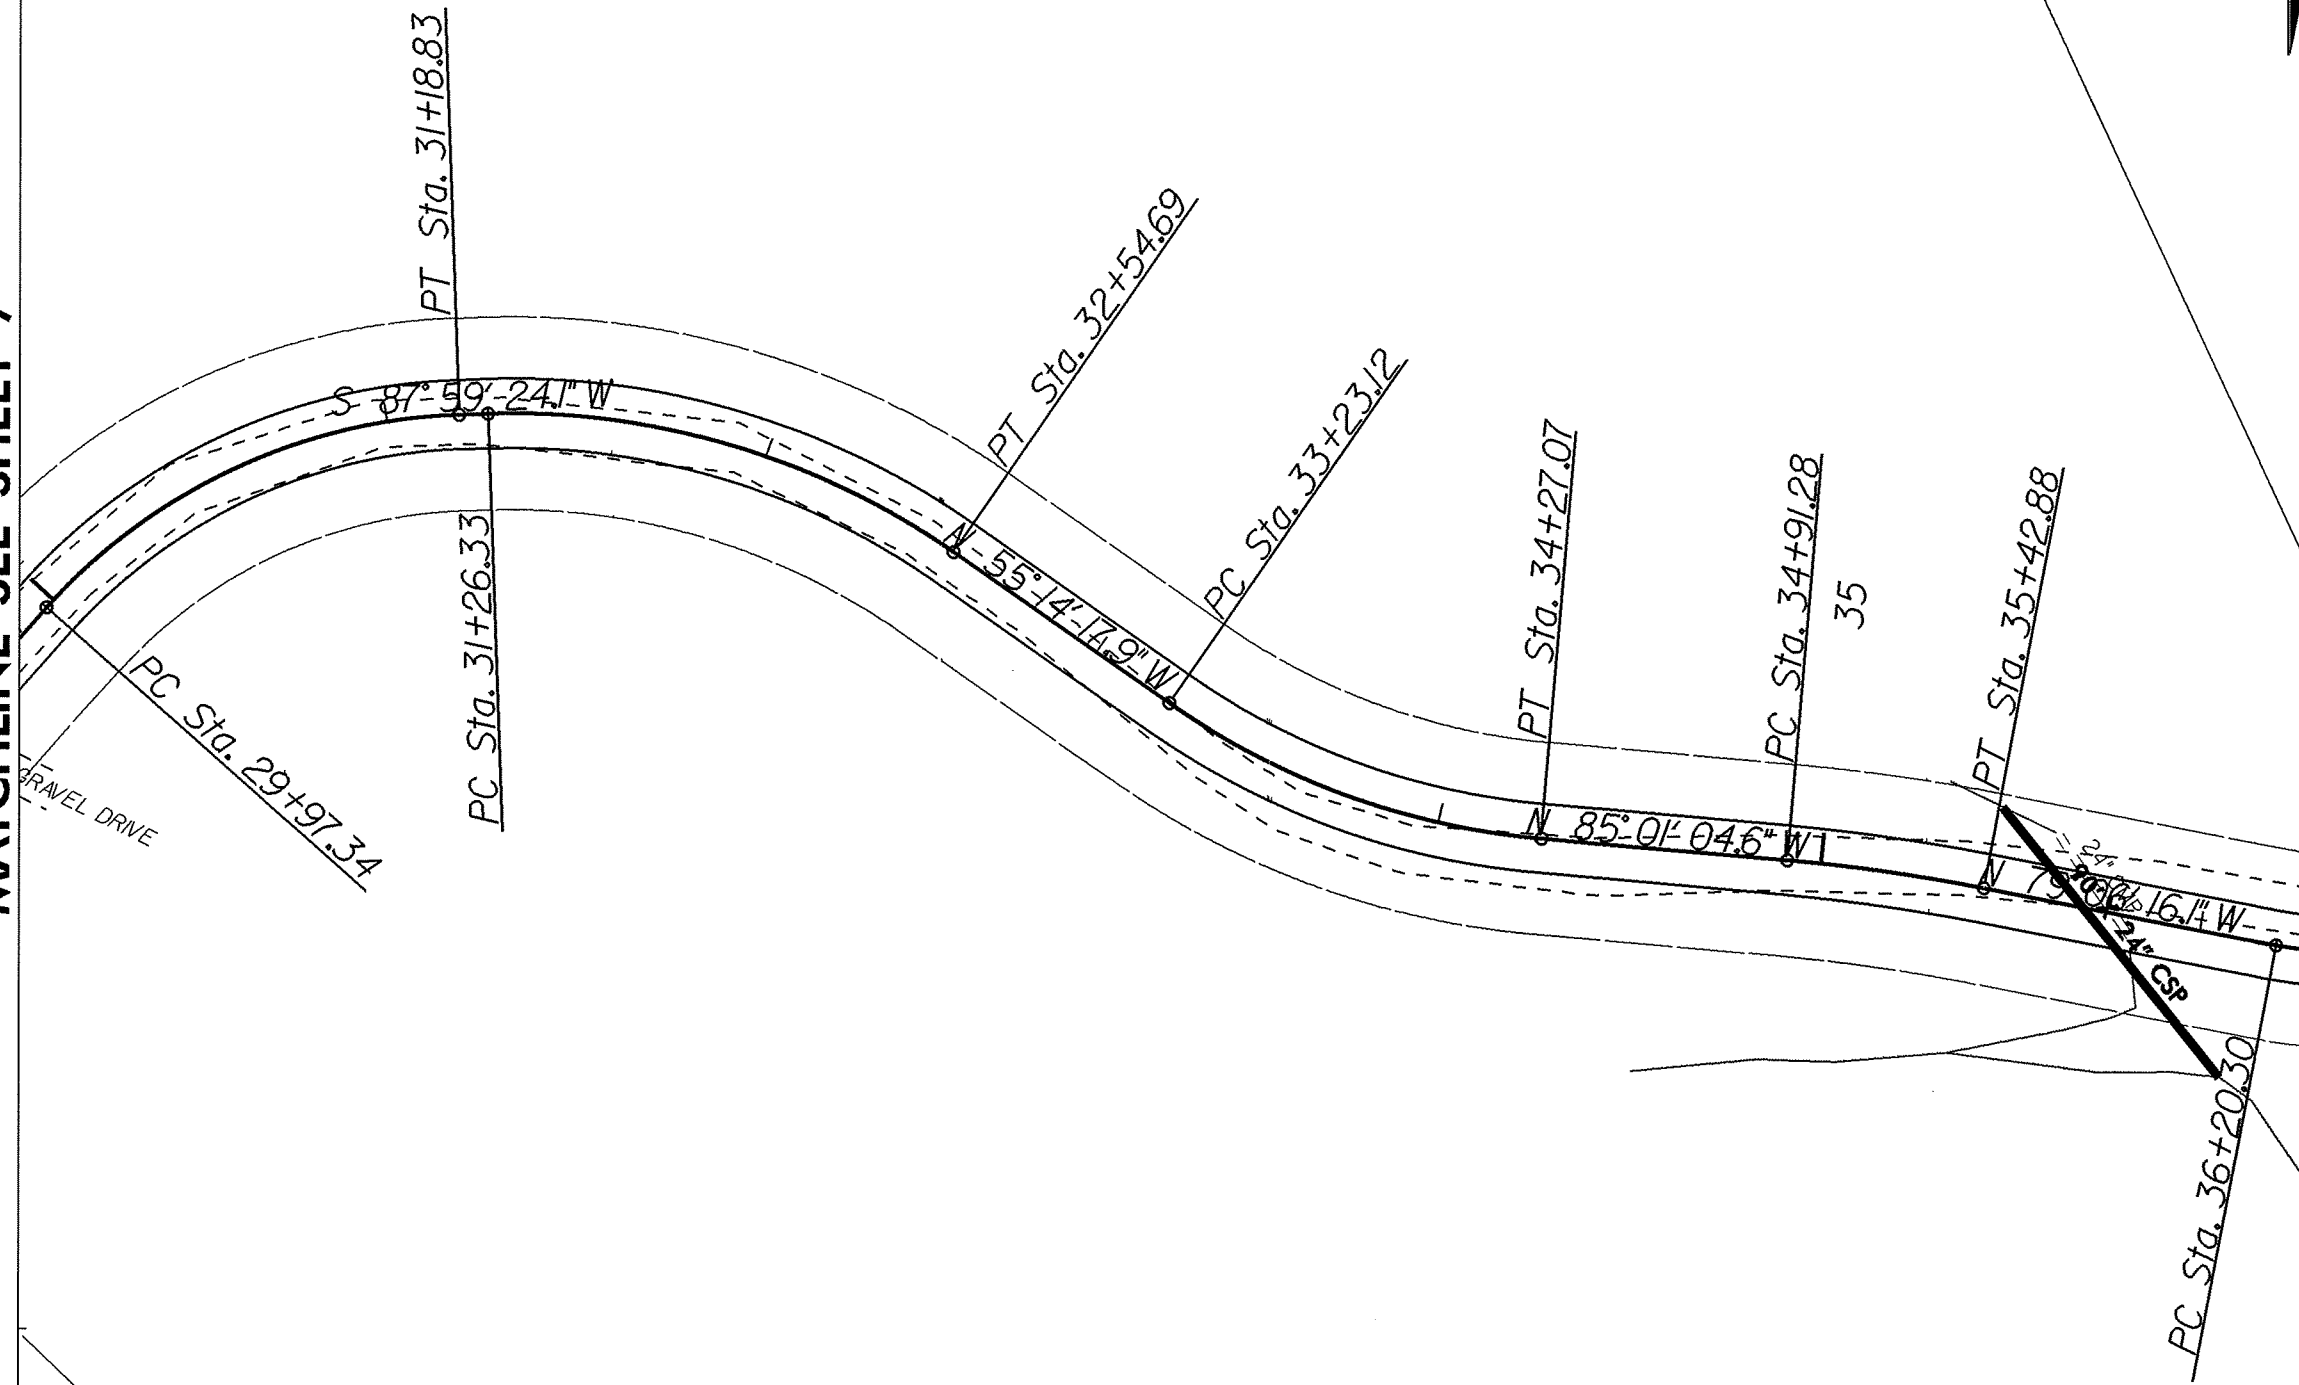 PT Sta. 31+18.83
S 87°-59'-24.1" W
PC Sta. 31+26.33
PC Sta. 29+97.34
GRAVEL DRIVE
PT Sta. 32+54.69
N-55°-14'-17.9" W
PC Sta. 33+23.12
PT Sta. 34+27.07
N 85°-01'-04.6" W
PC Sta. 34+91.28
35
PT Sta. 35+42.88
24"
24" CSP
16.1" W
PC Sta. 36+20.30